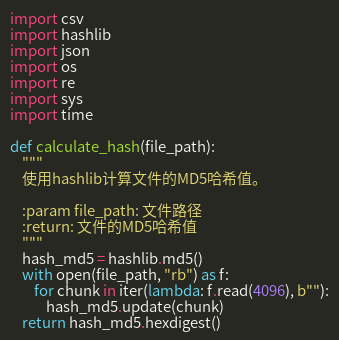 import csv
import hashlib
import json
import os
import re
import sys
import time

def calculate_hash(file_path):
    """
    使用hashlib计算文件的MD5哈希值。

    :param file_path: 文件路径
    :return: 文件的MD5哈希值
    """
    hash_md5 = hashlib.md5()
    with open(file_path, "rb") as f:
        for chunk in iter(lambda: f.read(4096), b""):
            hash_md5.update(chunk)
    return hash_md5.hexdigest()